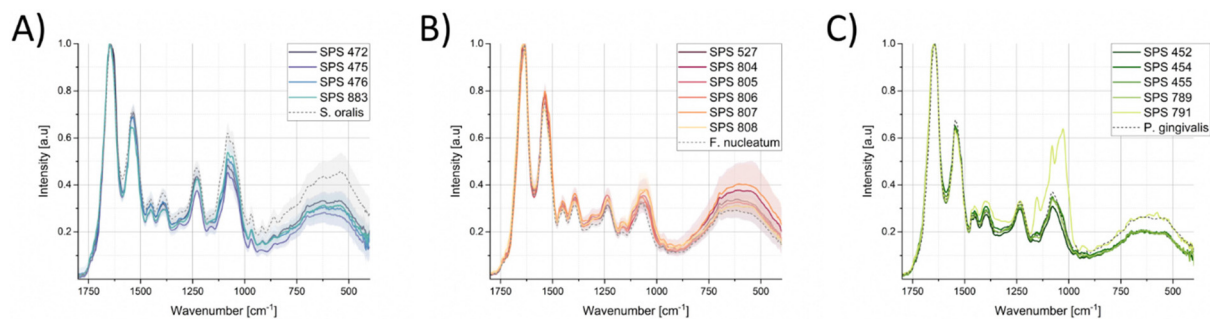 A)
1.0
0.8
0.6
0.4
0.2
Intensity [a.u]
SPS 472
SPS 475
SPS 476
SPS 883
S. oralis
1750 1500 1250 1000 750 500
Wavenumber [cm-1]
B)
1.0
0.8
0.6
0.4
0.2
Intensity [a.u]
SPS 527
SPS 804
SPS 805
SPS 806
SPS 807
SPS 808
F. nucleatum
1750 1500 1250 1000 750 500
Wavenumber [cm-1]
C)
1.0
0.8
0.6
0.4
0.2
Intensity [a.u]
SPS 452
SPS 454
SPS 455
SPS 789
SPS 791
P. gingivalis
1750 1500 1250 1000 750 500
Wavenumber [cm-1]